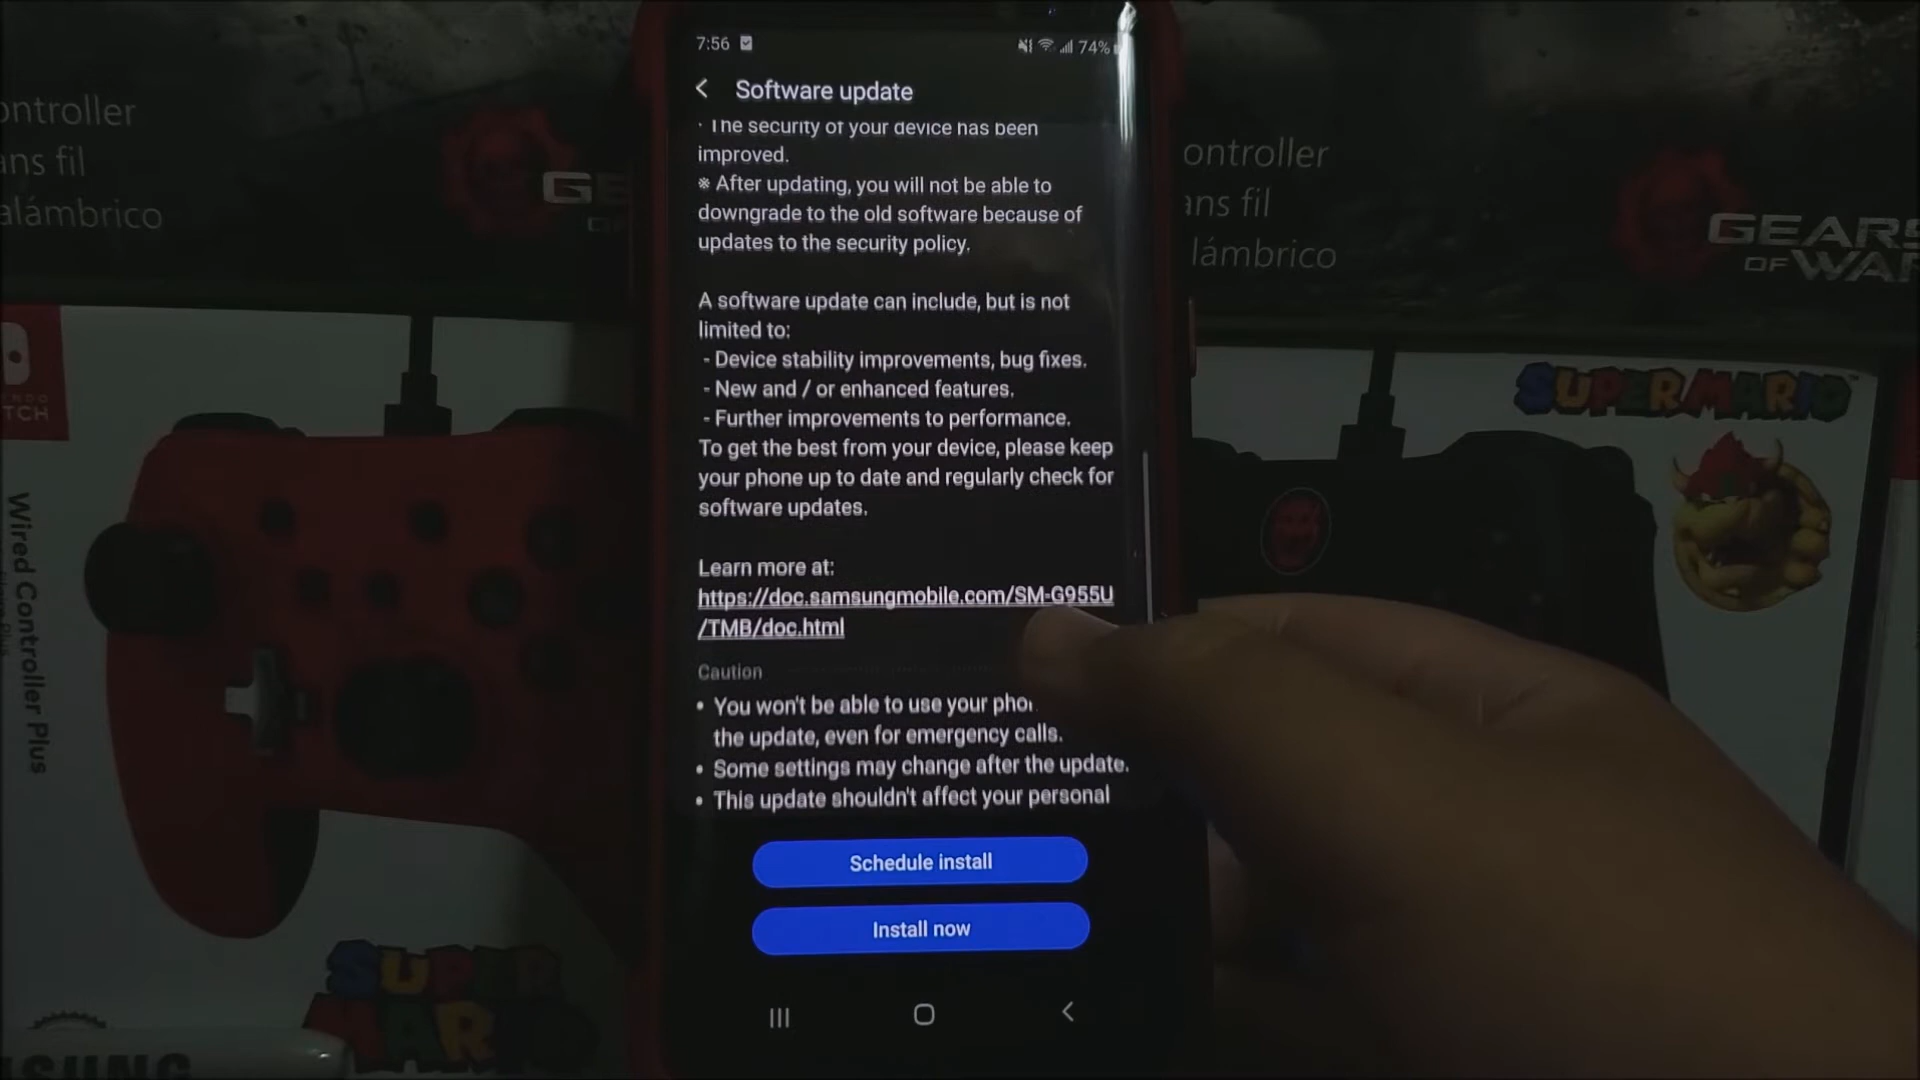 7:56
74%
Software update
· The security of your device has been
improved.
※ After updating, you will not be able to
downgrade to the old software because of
updates to the security policy.
A software update can include, but is not
limited to:
- Device stability improvements, bug fixes.
- New and / or enhanced features.
- Further improvements to performance.
To get the best from your device, please keep
your phone up to date and regularly check for
software updates.
Learn more at:
https://doc.samsungmobile.com/SM-G955U
/TMB/doc.html
Caution
• You won't be able to use your pho
the update, even for emergency calls.
• Some settings may change after the update.
• This update shouldn't affect your personal
Schedule install
Install now
ontroller
ans fil
alámbrico
GE
ontroller
ans fil
lámbrico
GEARS
OF WAR
TCH
Wired Controller Plus
SUPER MARIO
SUPER
MARIO
SUNG